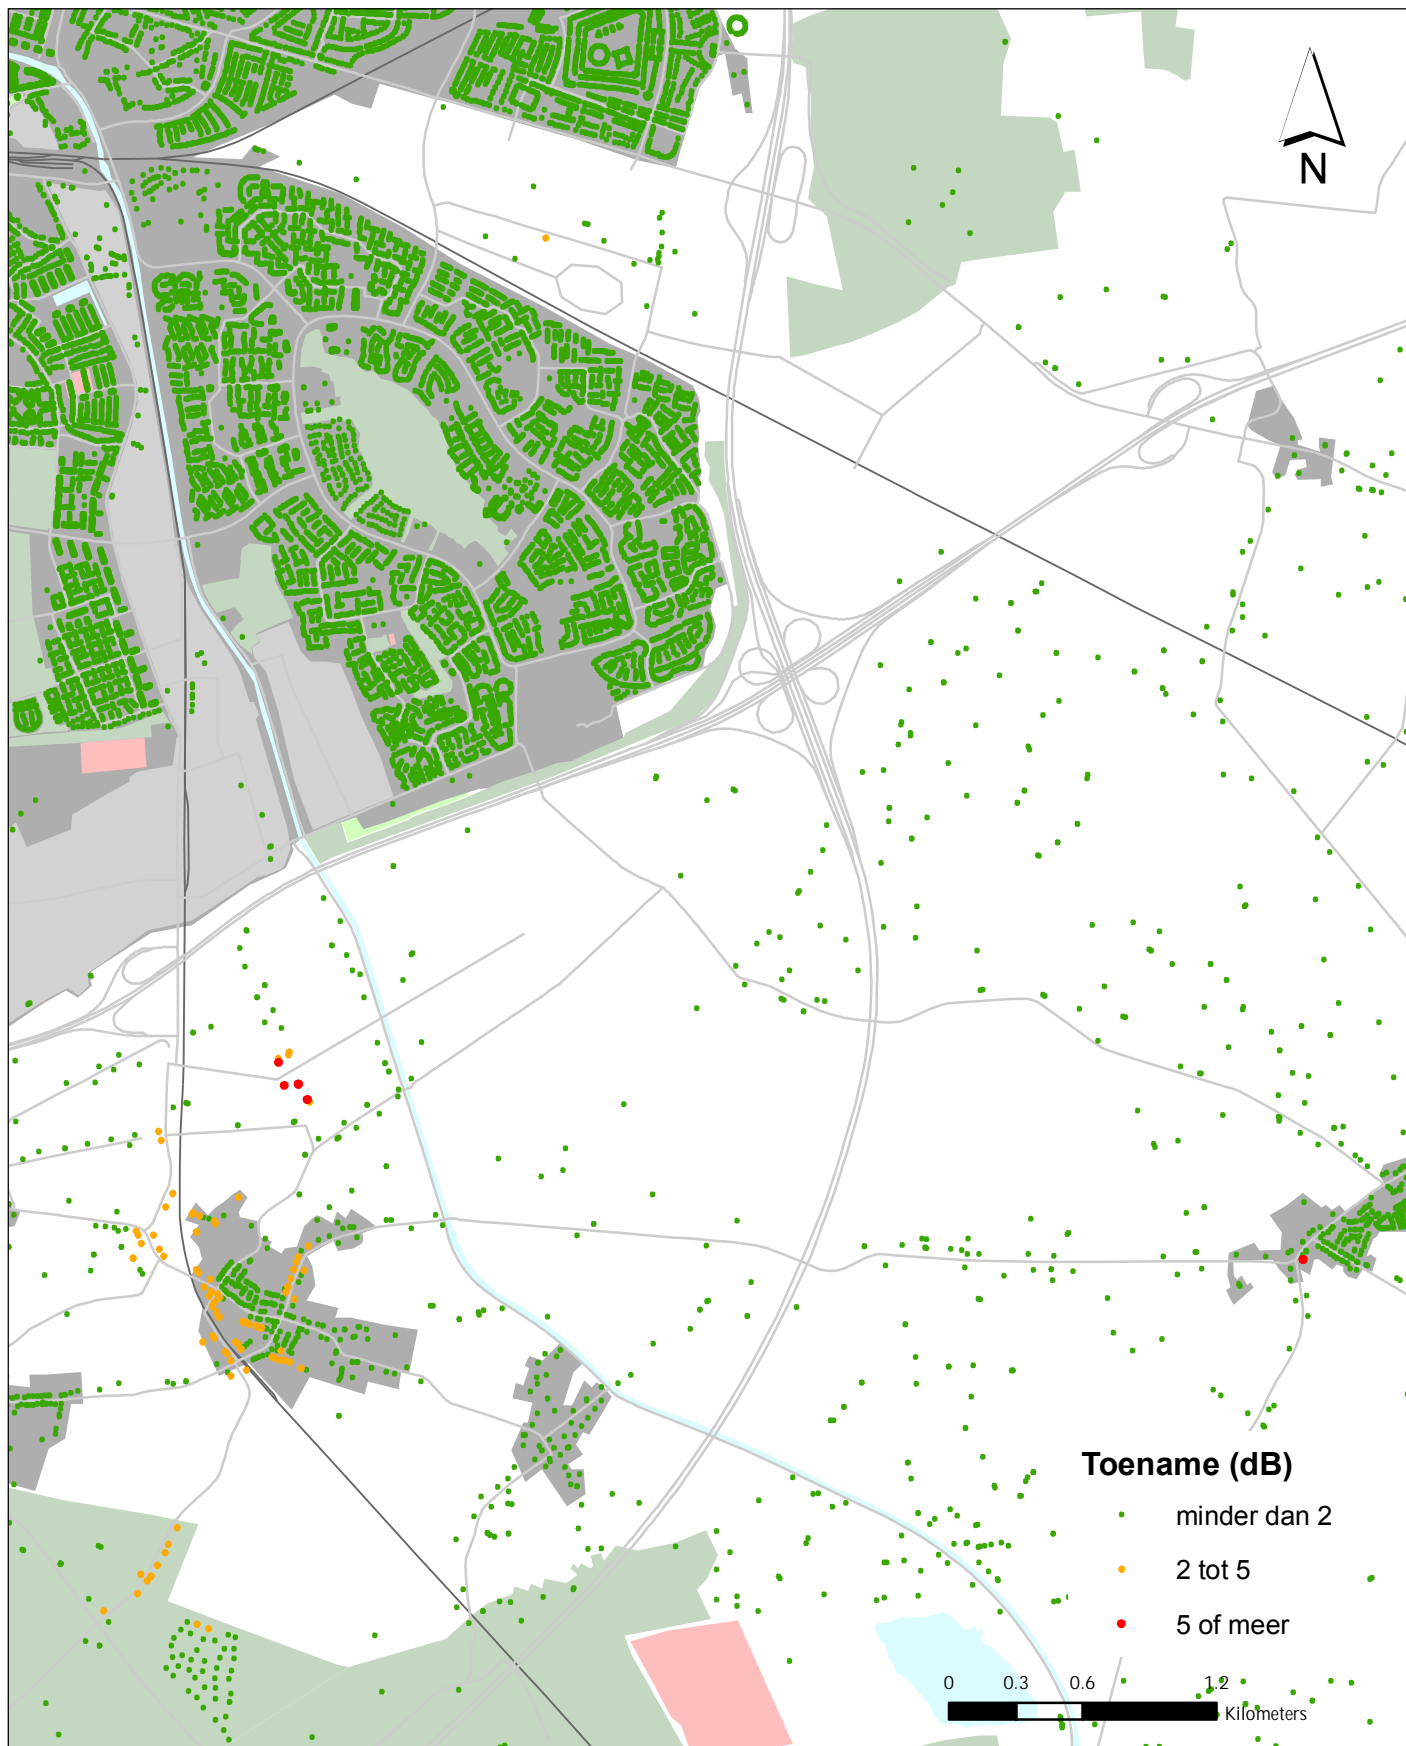 N
Toename (dB)
minder dan 2
2 tot 5
5 of meer
0 0.3 0.6 1.2
Kilometers